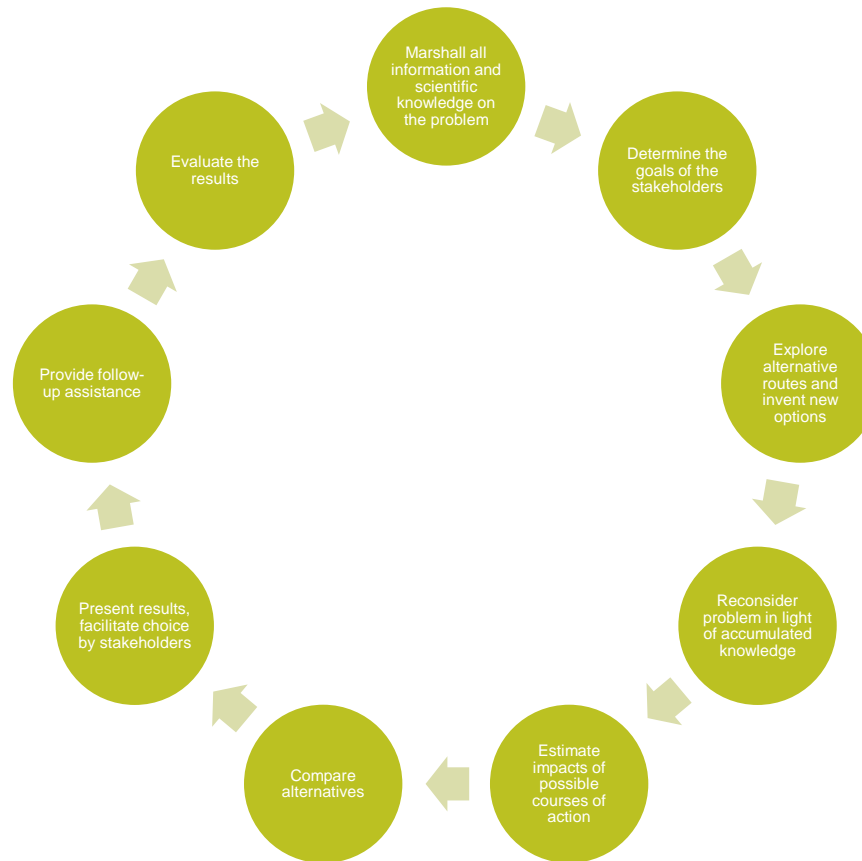 Marshall all
information and
scientific
knowledge on
the problem
Determine the
goals of the
stakeholders
Explore
alternative
routes and
invent new
options
Reconsider
problem in light
of accumulated
knowledge
Estimate
impacts of
possible
courses of
action
Compare
alternatives
Present results,
facilitate choice
by stakeholders
Provide follow-
up assistance
Evaluate the
results